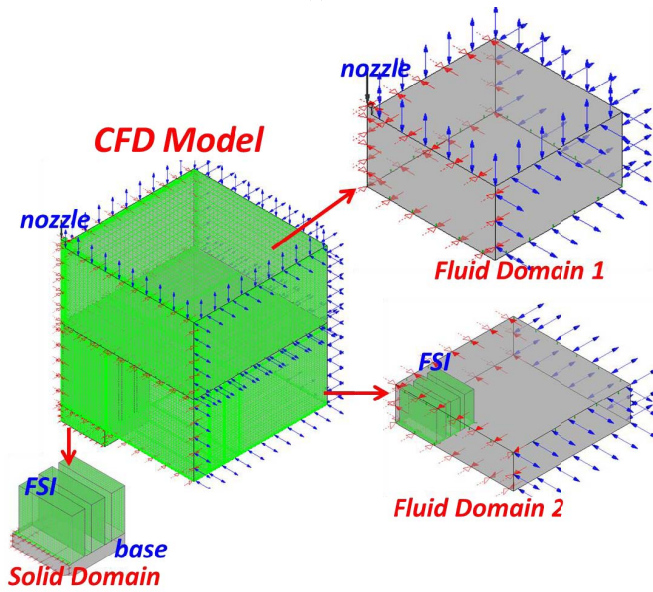 nozzle
CFD Model
nozzle
Fluid Domain 1
FSI
Fluid Domain 2
FSI
base
Solid Domain